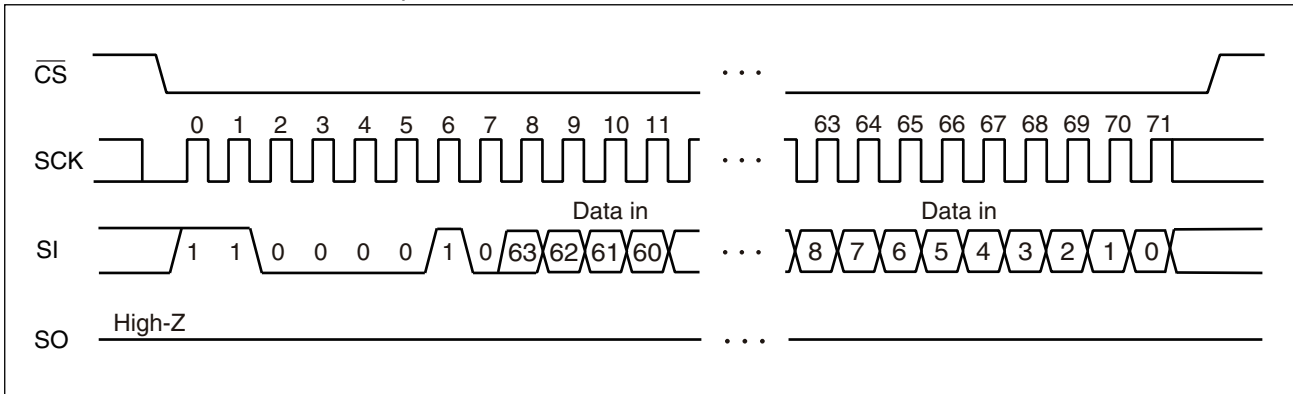 CS
. . .
0 1 2 3 4 5 6 7 8 9 10 11 63 64 65 66 67 68 69 70 71
SCK
. . .
Data in Data in
SI 1 1 0 0 0 0 1 0 63 62 61 60 . . . 8 7 6 5 4 3 2 1 0
High-Z
SO . . .